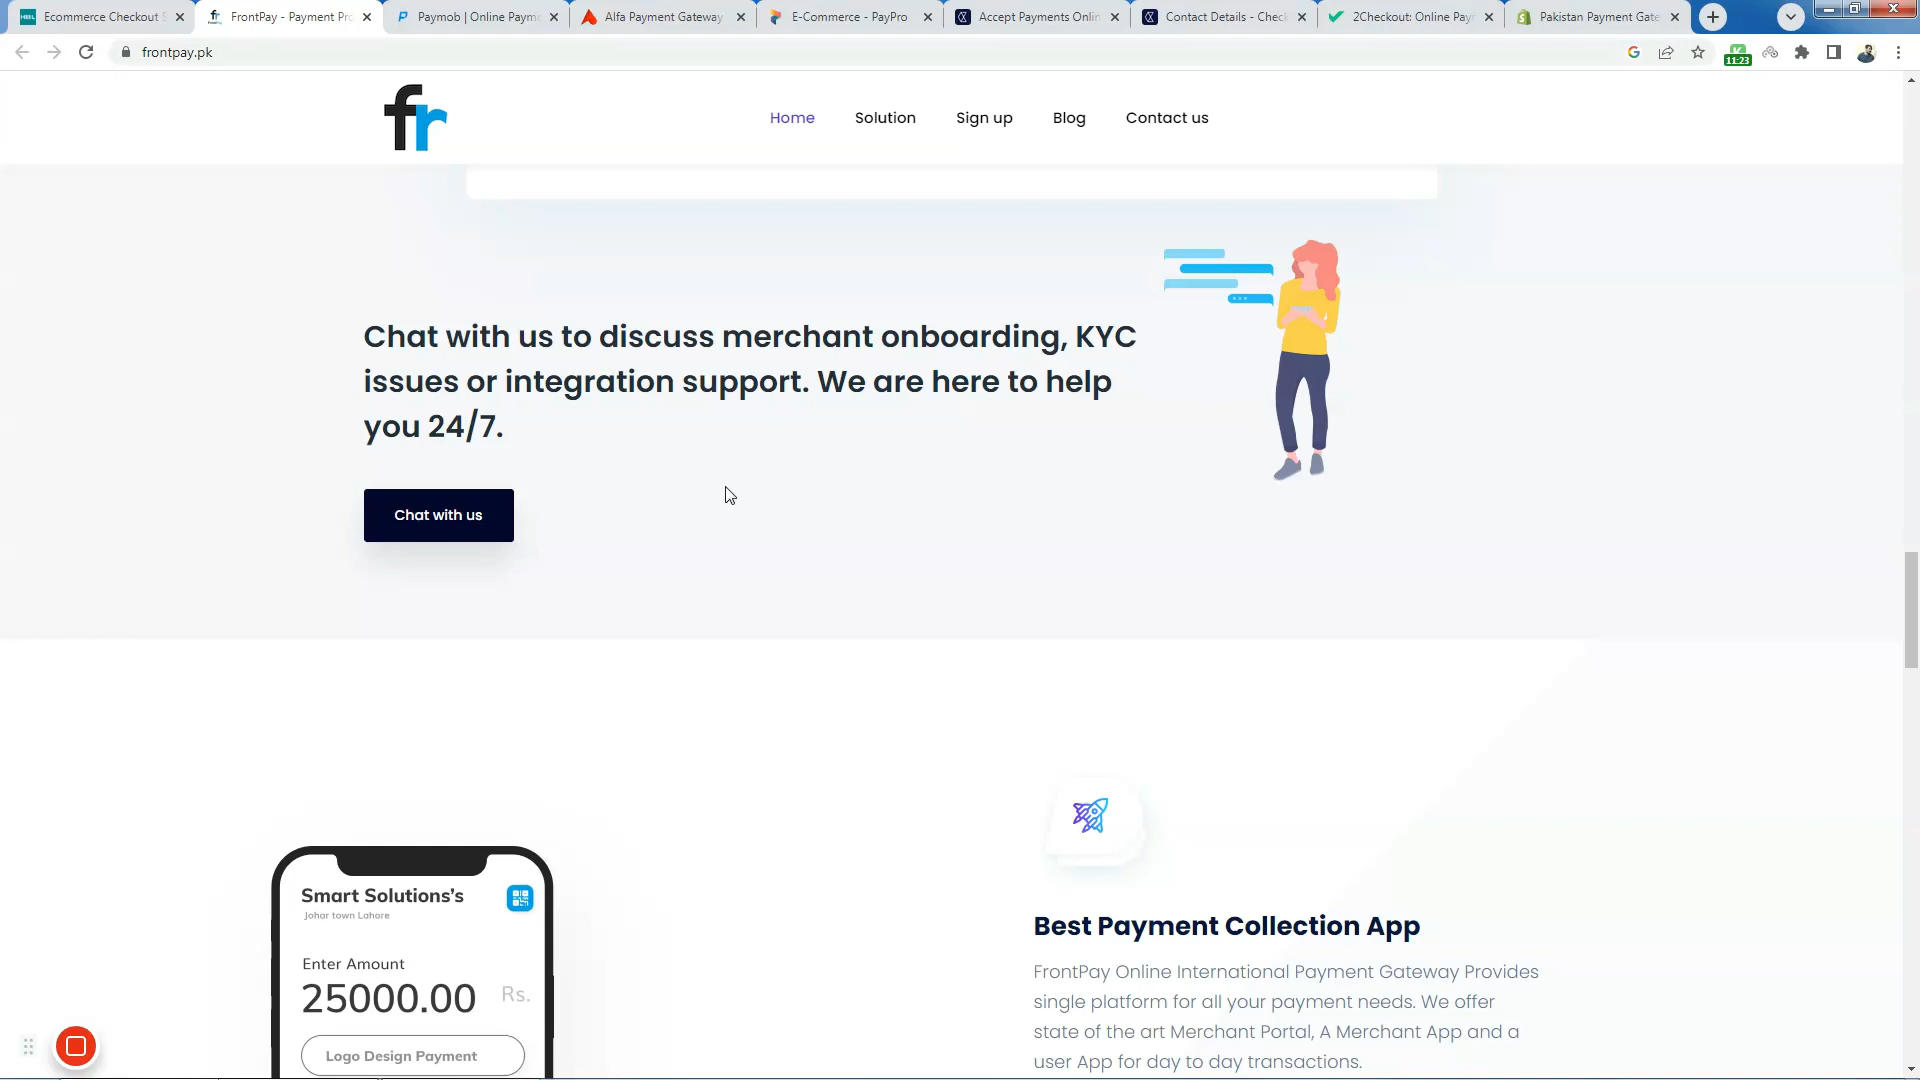 HBL
Ecommerce Checkout S
FrontPay - Payment Pro
Paymob | Online Payme
Alfa Payment Gateway
E-Commerce - PayPro
Accept Payments Onlin
Contact Details - Check
2Checkout: Online Pay
Pakistan Payment Gate
frontpay.pk
11:23
fr
Home
Solution
Sign up
Blog
Contact us
Chat with us to discuss merchant onboarding, KYC
issues or integration support. We are here to help
you 24/7.
Chat with us
Smart Solutions's
Johar town Lahore
Enter Amount
25000.00 Rs.
Logo Design Payment
Best Payment Collection App
FrontPay Online International Payment Gateway Provides
single platform for all your payment needs. We offer
state of the art Merchant Portal, A Merchant App and a
user App for day to day transactions.